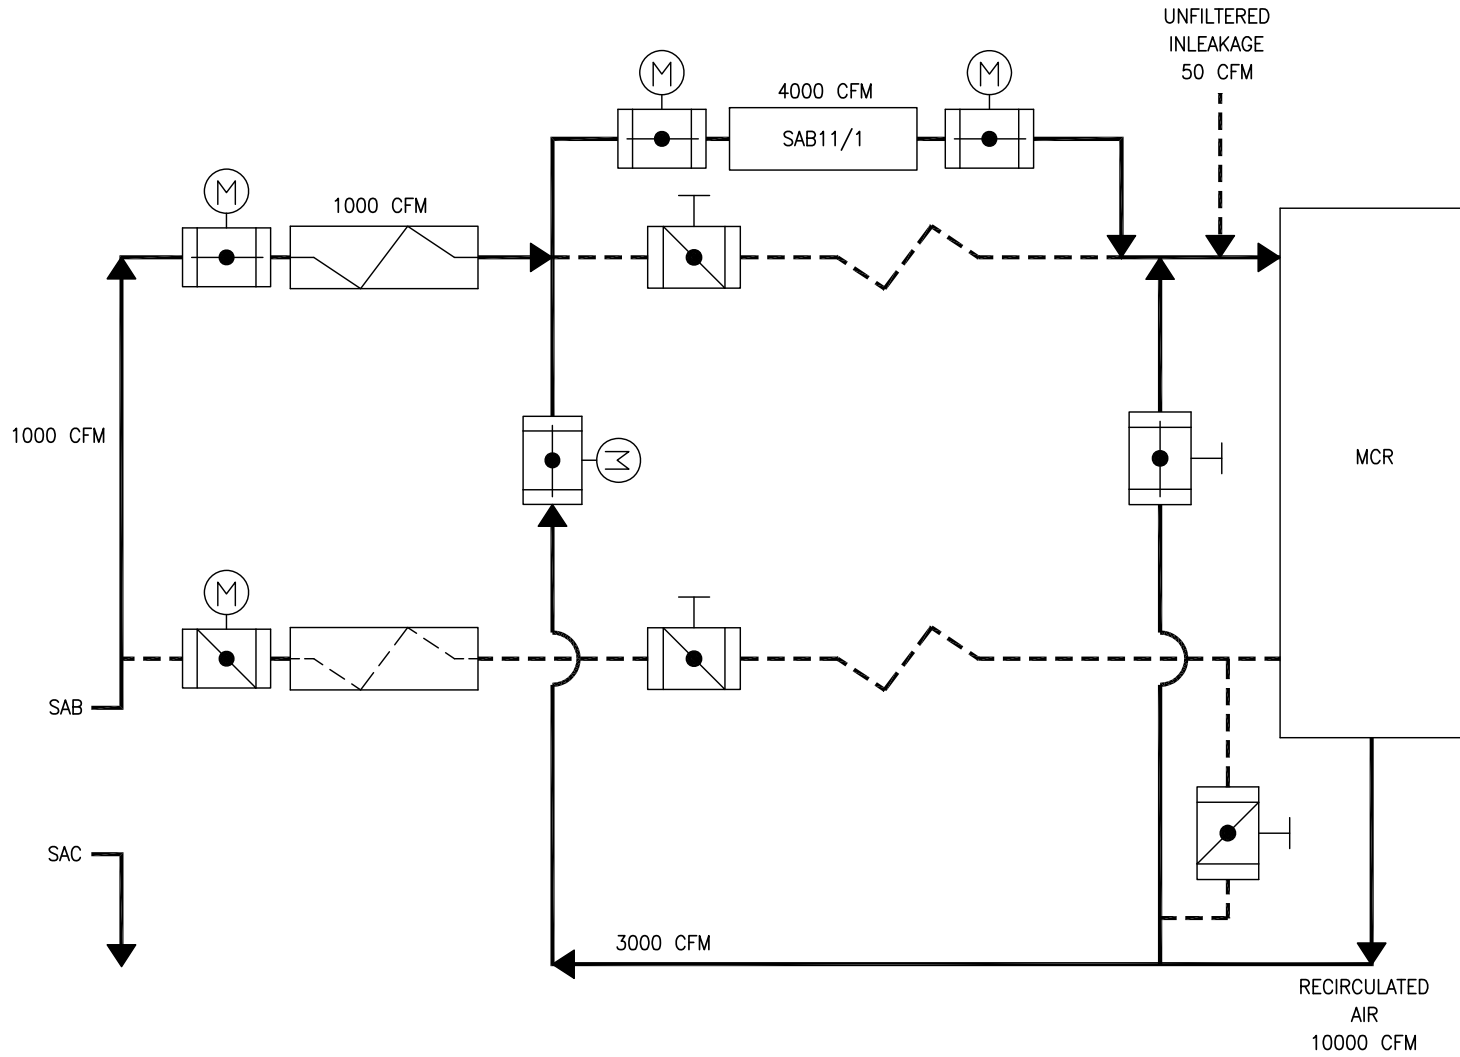 UNFILTERED
INLEAKAGE
50 CFM
M
M
4000 CFM
SAB11/1
M
1000 CFM
1000 CFM
M
MCR
M
SAB
SAC
3000 CFM
RECIRCULATED
AIR
10000 CFM